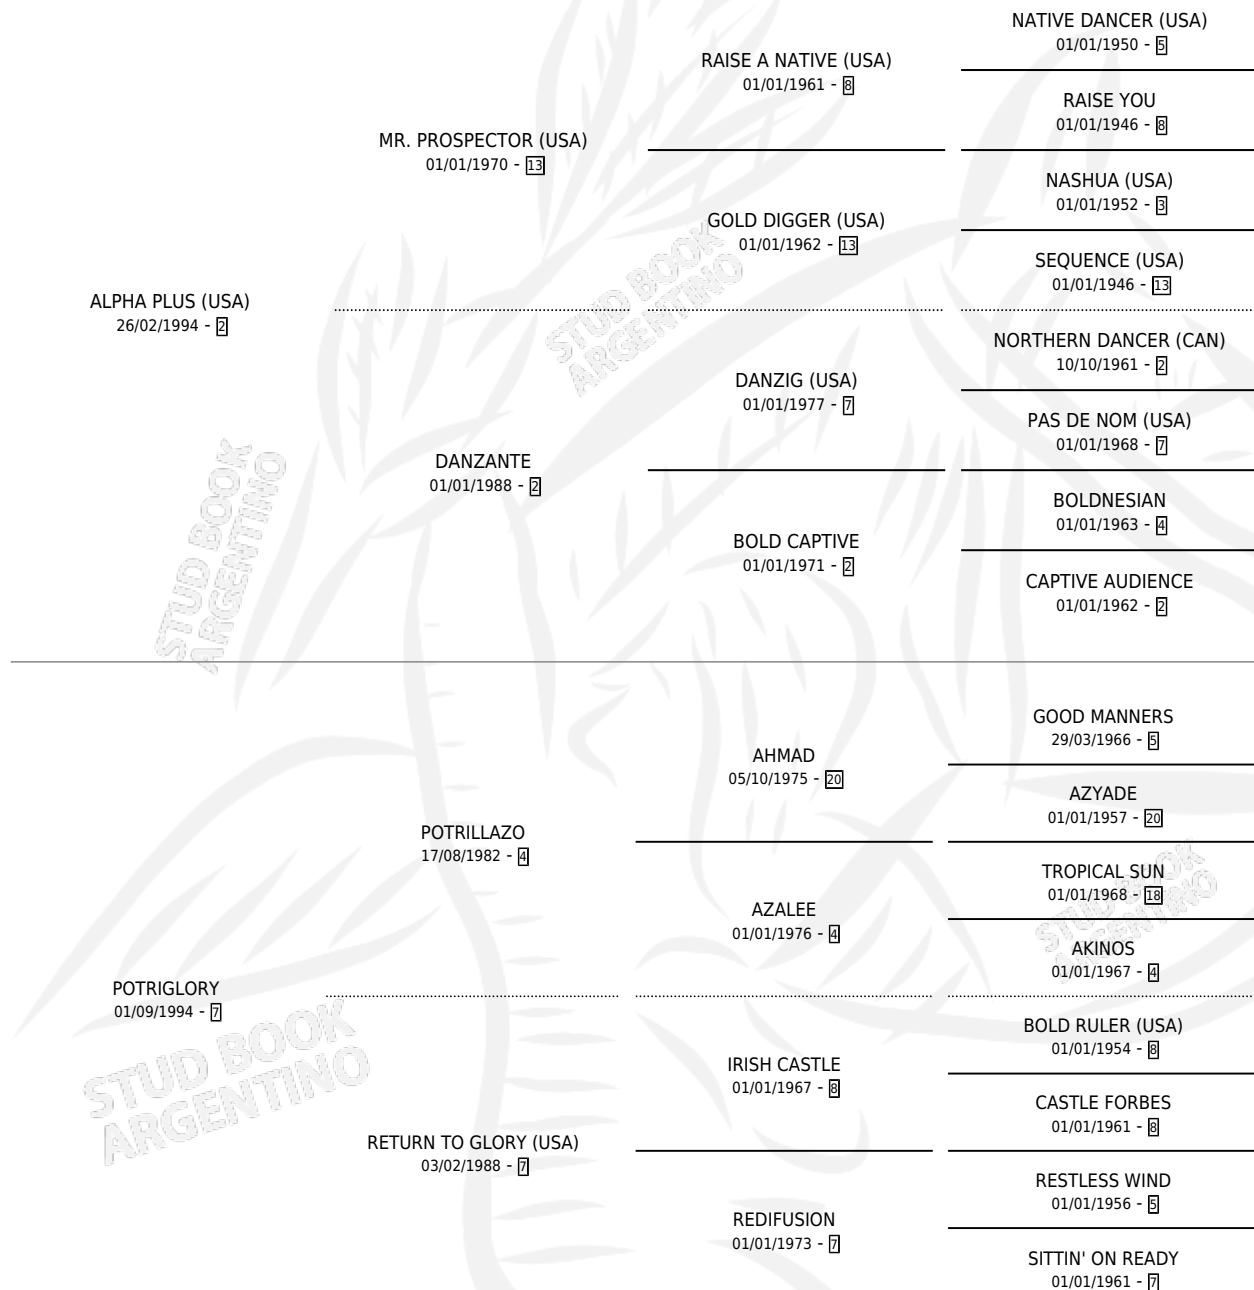 NATIVE DANCER (USA)
01/01/1950 - 5
RAISE A NATIVE (USA)
01/01/1961 - 8
RAISE YOU
01/01/1946 - 8
MR. PROSPECTOR (USA)
01/01/1970 - 13
NASHUA (USA)
01/01/1952 - 3
GOLD DIGGER (USA)
01/01/1962 - 13
SEQUENCE (USA)
01/01/1946 - 13
ALPHA PLUS (USA)
26/02/1994 - 2
NORTHERN DANCER (CAN)
10/10/1961 - 2
DANZIG (USA)
01/01/1977 - 7
PAS DE NOM (USA)
01/01/1968 - 7
DANZANTE
01/01/1988 - 2
BOLDNESIAN
01/01/1963 - 4
BOLD CAPTIVE
01/01/1971 - 2
CAPTIVE AUDIENCE
01/01/1962 - 2
GOOD MANNERS
29/03/1966 - 5
AHMAD
05/10/1975 - 20
AZYADE
01/01/1957 - 20
POTRILLAZO
17/08/1982 - 4
TROPICAL SUN
01/01/1968 - 18
AZALEE
01/01/1976 - 4
AKINOS
01/01/1967 - 4
POTRIGLORY
01/09/1994 - 7
BOLD RULER (USA)
01/01/1954 - 8
IRISH CASTLE
01/01/1967 - 8
CASTLE FORBES
01/01/1961 - 8
RETURN TO GLORY (USA)
03/02/1988 - 7
RESTLESS WIND
01/01/1956 - 5
REDIFUSION
01/01/1973 - 7
SITTIN' ON READY
01/01/1961 - 7
STUD BOOK
ARGENTINO
STUD BOOK
ARGENTINO
STUD BOOK
ARGENTINO
STUD BOOK
ARGENTINO